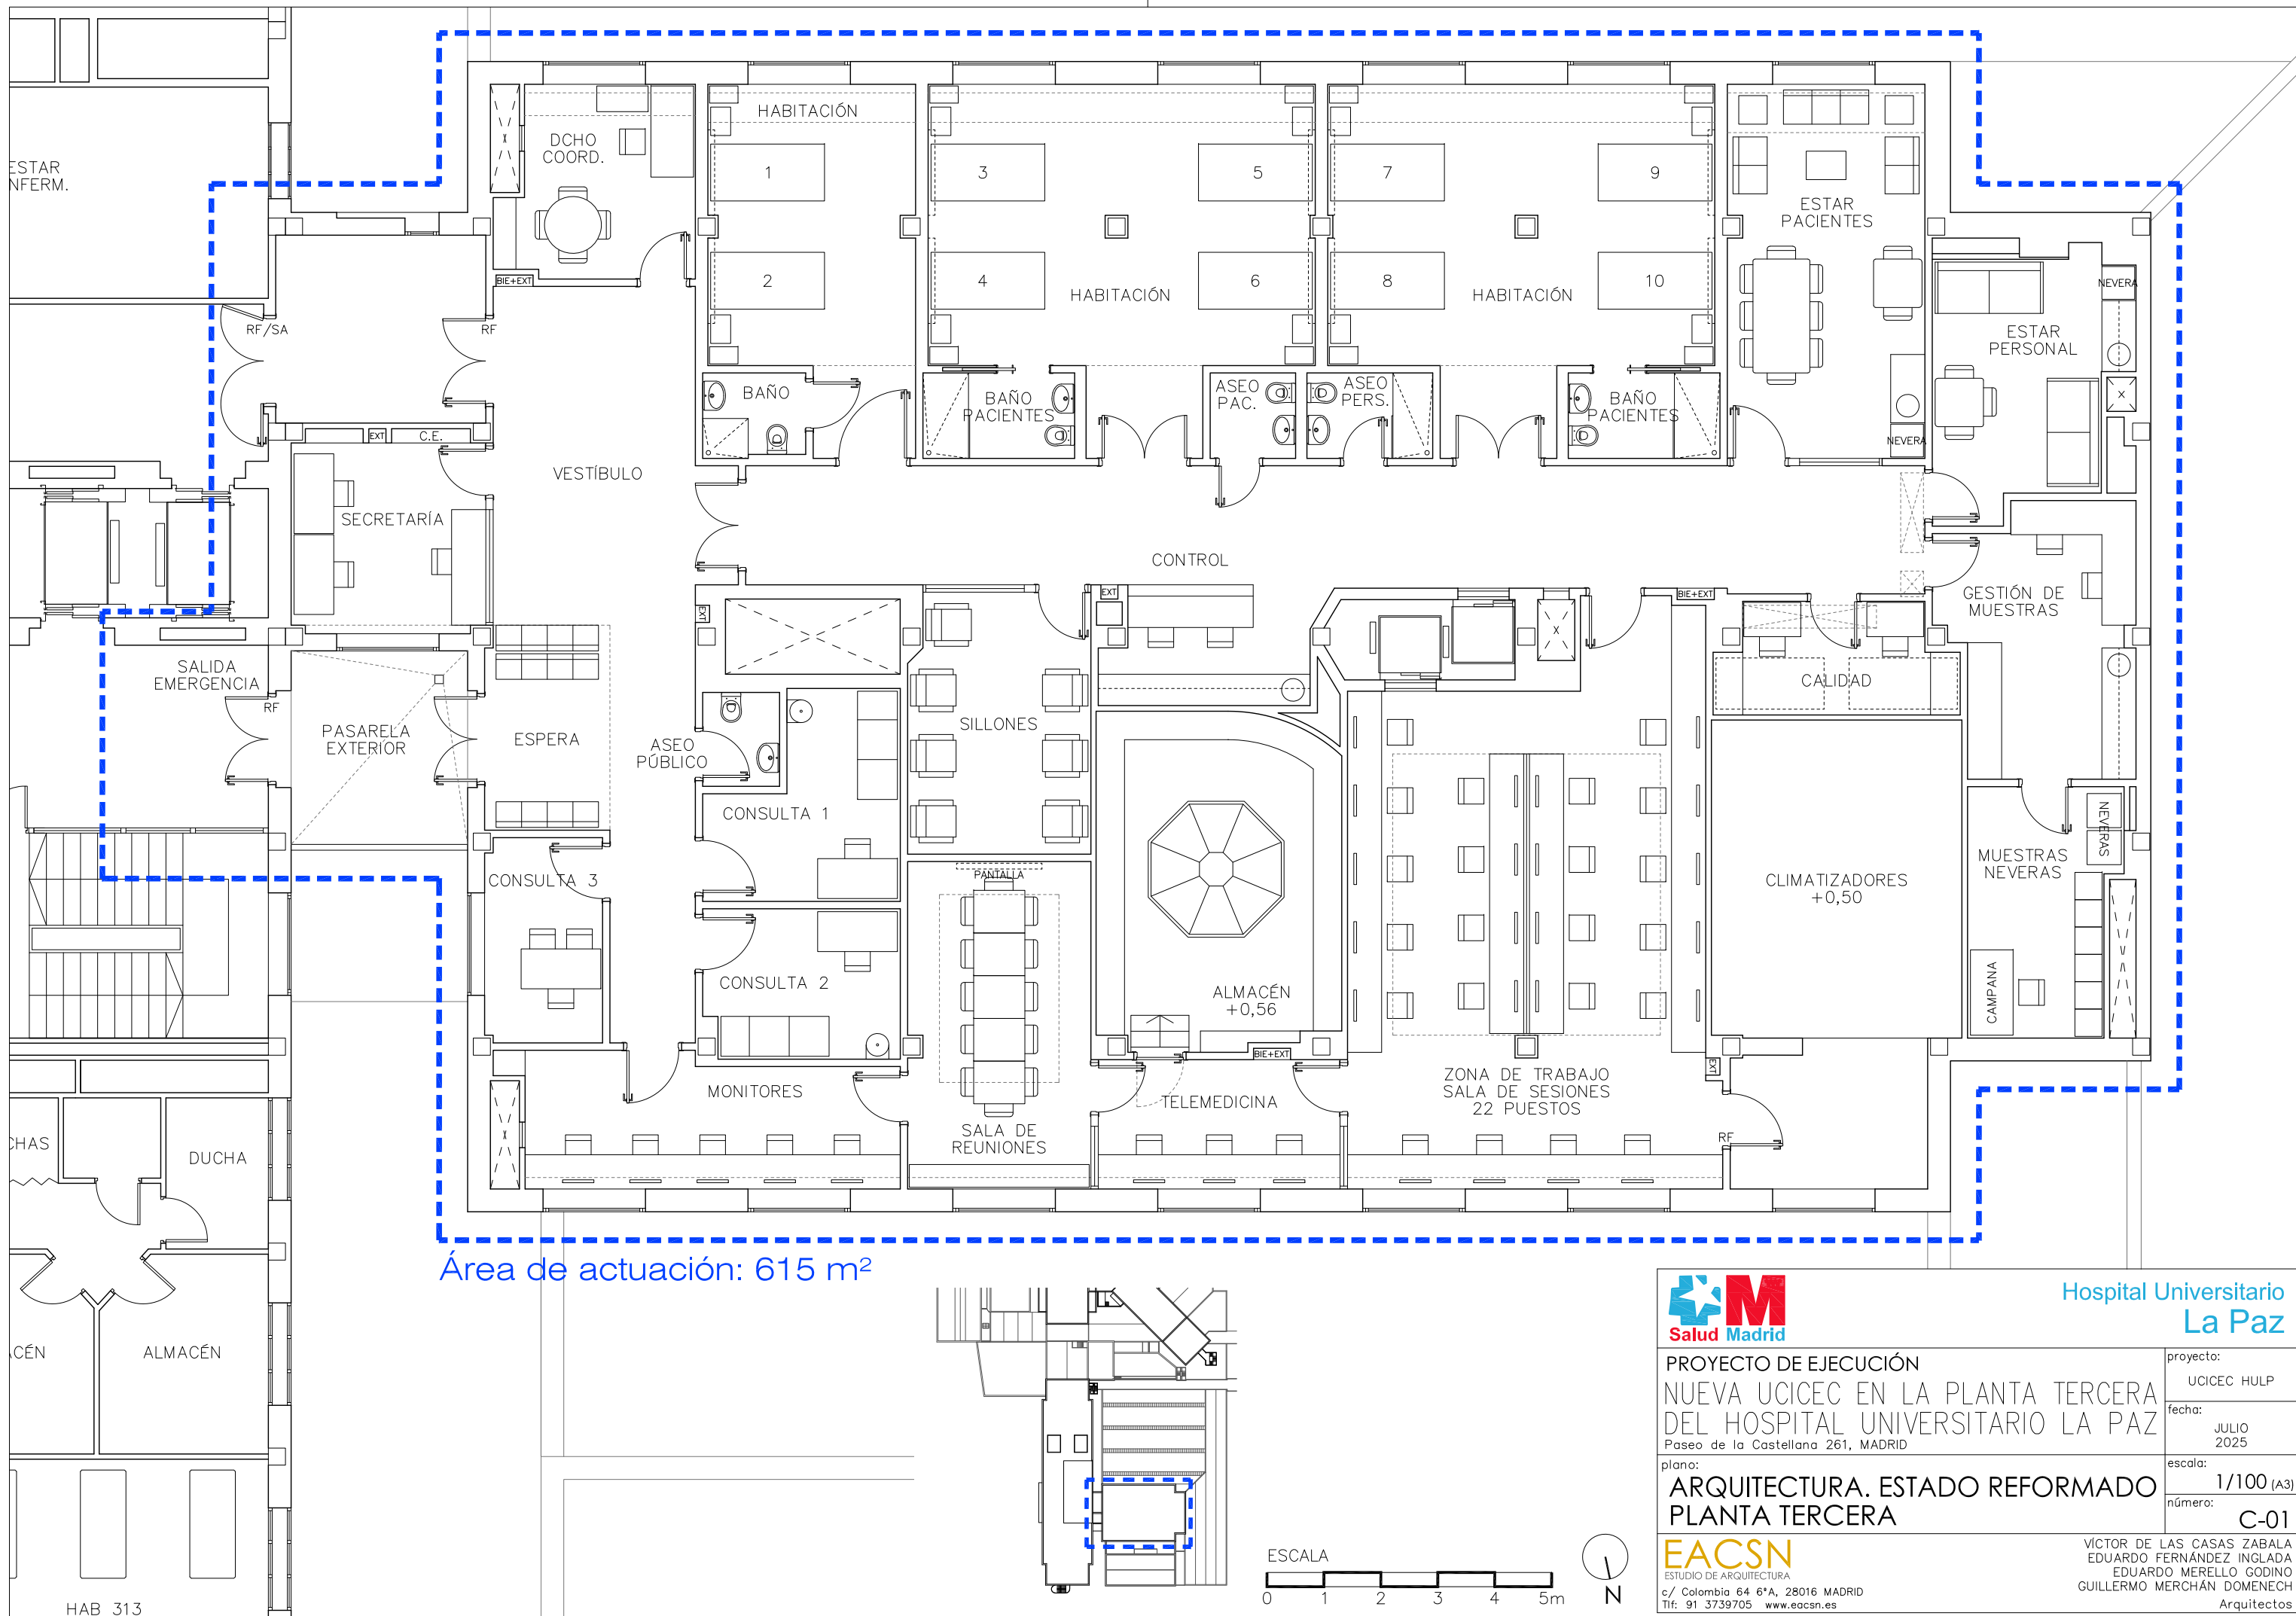 ESTAR
NFERM.
DCHO
COORD.
HABITACIÓN
1
2
3
4
5
6
HABITACIÓN
7
8
9
10
HABITACIÓN
ESTAR
PACIENTES
NEVERA
ESTAR
PERSONAL
NEVERA
X
BIE+EXT
RF/SA
RF
BAÑO
BAÑO
PACIENTES
ASEO
PAC.
ASEO
PERS.
BAÑO
PACIENTES
EXT
C.E.
SECRETARÍA
VESTÍBULO
CONTROL
EXT
EXT
X
BIE+EXT
GESTIÓN DE
MUESTRAS
CALIDAD
SALIDA
EMERGENCIA
RF
PASARELA
EXTERIOR
ESPERA
ASEO
PÚBLICO
SILLONES
CONSULTA 1
CONSULTA 3
CONSULTA 2
PANTALLA
ALMACÉN
+0,56
BIE+EXT
CLIMATIZADORES
+0,50
NEVERAS
MUESTRAS
NEVERAS
CAMPANA
MONITORES
SALA DE
REUNIONES
TELEMEDICINA
ZONA DE TRABAJO
SALA DE SESIONES
22 PUESTOS
EXT
RF
X
X
CHAS
DUCHA
ACÉN
ALMACÉN
HAB 313
Área de actuación: 615 m²
ESCALA
0 1 2 3 4 5m
N
Salud Madrid
Hospital Universitario
La Paz
PROYECTO DE EJECUCIÓN
NUEVA UCICEC EN LA PLANTA TERCERA
DEL HOSPITAL UNIVERSITARIO LA PAZ
Paseo de la Castellana 261, MADRID
proyecto:
UCICEC HULP
fecha:
JULIO
2025
plano:
ARQUITECTURA. ESTADO REFORMADO
PLANTA TERCERA
escala:
1/100 (A3)
número:
C-01
EACSN
ESTUDIO DE ARQUITECTURA
c/ Colombia 64 6ºA, 28016 MADRID
Tlf: 91 3739705 www.eacsn.es
VÍCTOR DE LAS CASAS ZABALA
EDUARDO FERNÁNDEZ INGLADA
EDUARDO MERELLO GODINO
GUILLERMO MERCHÁN DOMENECH
Arquitectos